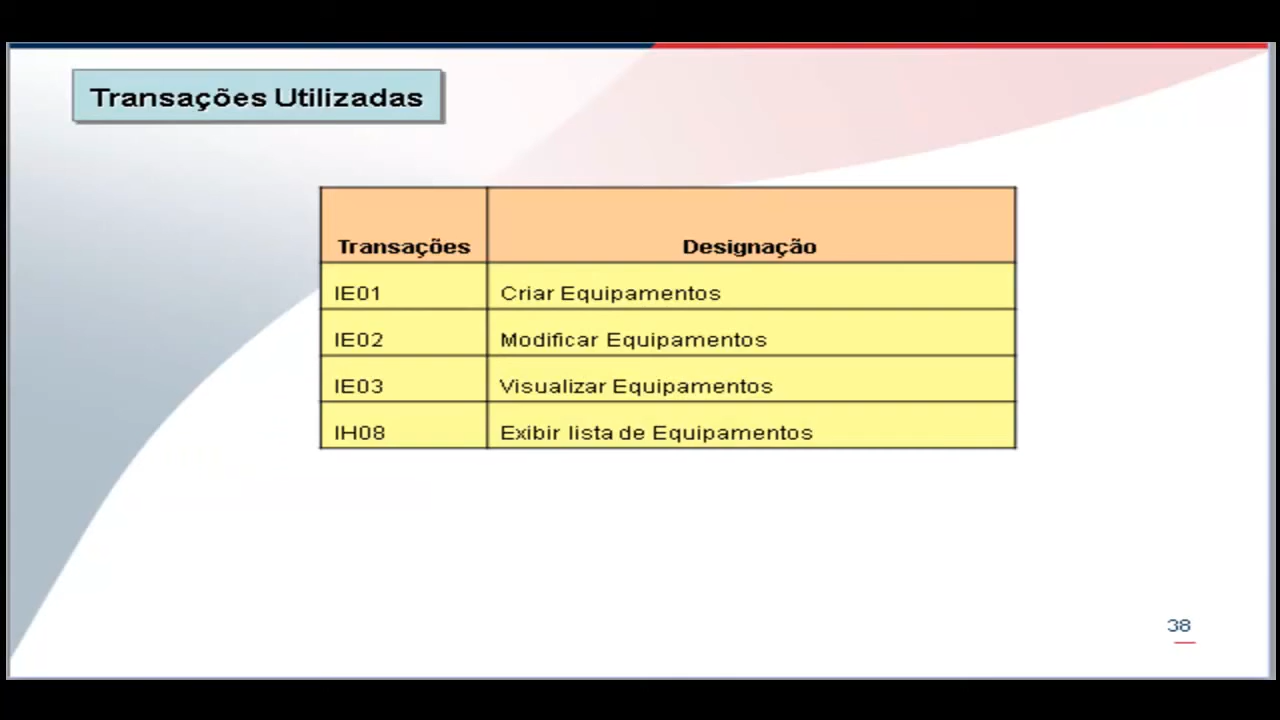 Transações Utilizadas
Transações Designação
IE01 Criar Equipamentos
IE02 Modificar Equipamentos
IE03 Visualizar Equipamentos
IH08 Exibir lista de Equipamentos
38